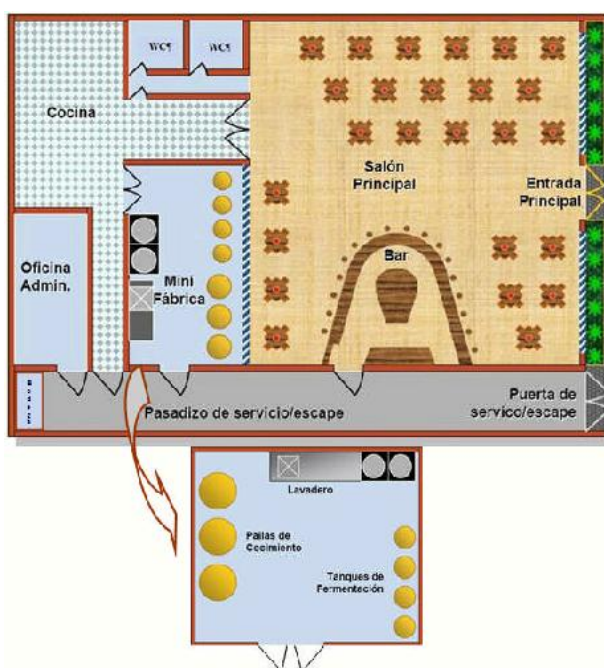 WC¶
WC¶
Cocina
Salón
Principal
Entrada
Principal
Bar
Oficina
Admin.
Mini
Fábrica
Pasadizo de servicio/escape
Puerta de
servico/escape
Lavadero
Pailas de
Cocimiento
Tanques de
Fermentación